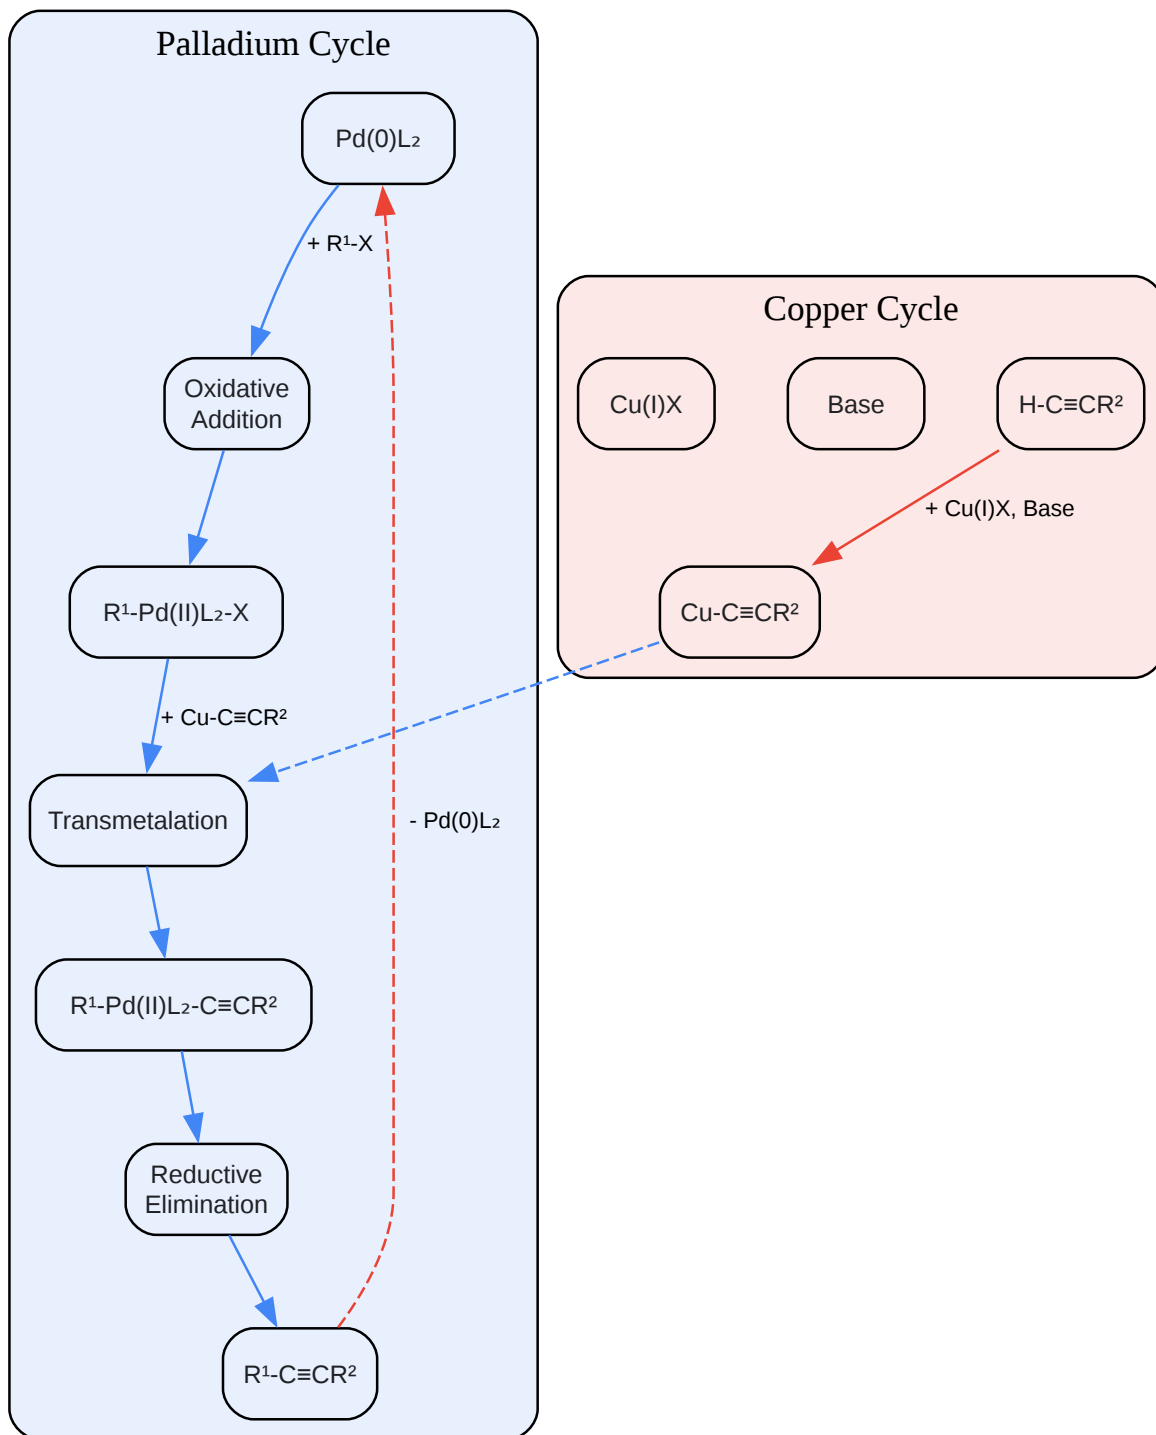 Palladium Cycle
Pd(0)L₂
+ R¹-X
Oxidative
Addition
R¹-Pd(II)L₂-X
+ Cu-C≡CR²
Transmetalation
- Pd(0)L₂
R¹-Pd(II)L₂-C≡CR²
Reductive
Elimination
R¹-C≡CR²
Copper Cycle
Cu(I)X
Base
H-C≡CR²
+ Cu(I)X, Base
Cu-C≡CR²